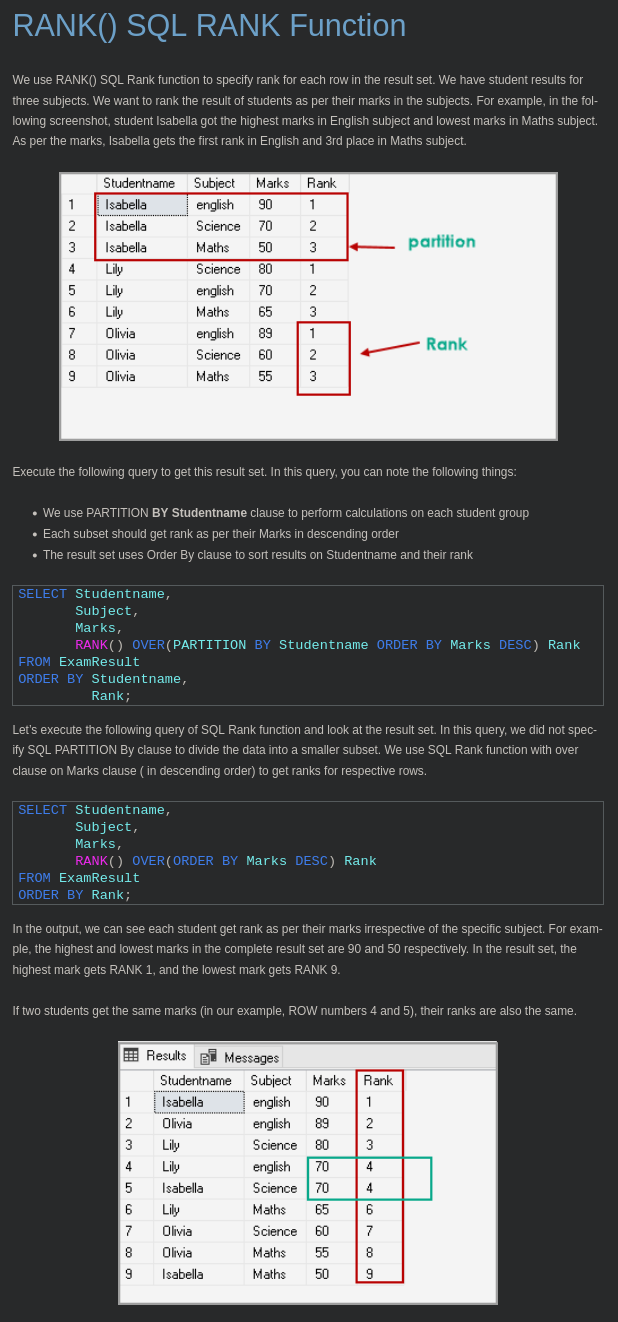 RANK() SQL RANK Function
We use RANK() SQL Rank function to specify rank for each row in the result set. We have student results for
three subjects. We want to rank the result of students as per their marks in the subjects. For example, in the fol-
lowing screenshot, student Isabella got the highest marks in English subject and lowest marks in Maths subject.
As per the marks, Isabella gets the first rank in English and 3rd place in Maths subject.
Studentname Subject Marks Rank
1 Isabella english 90 1
2 Isabella Science 70 2
3 Isabella Maths 50 3
partition
4 Lily Science 80 1
5 Lily english 70 2
6 Lily Maths 65 3
7 Olivia english 89 1
Rank
8 Olivia Science 60 2
9 Olivia Maths 55 3
Execute the following query to get this result set. In this query, you can note the following things:
• We use PARTITION BY Studentname clause to perform calculations on each student group
• Each subset should get rank as per their Marks in descending order
• The result set uses Order By clause to sort results on Studentname and their rank
SELECT Studentname,
Subject,
Marks,
RANK() OVER(PARTITION BY Studentname ORDER BY Marks DESC) Rank
FROM ExamResult
ORDER BY Studentname,
Rank;
Let's execute the following query of SQL Rank function and look at the result set. In this query, we did not spec-
ify SQL PARTITION By clause to divide the data into a smaller subset. We use SQL Rank function with over
clause on Marks clause ( in descending order) to get ranks for respective rows.
SELECT Studentname,
Subject,
Marks,
RANK() OVER(ORDER BY Marks DESC) Rank
FROM ExamResult
ORDER BY Rank;
In the output, we can see each student get rank as per their marks irrespective of the specific subject. For exam-
ple, the highest and lowest marks in the complete result set are 90 and 50 respectively. In the result set, the
highest mark gets RANK 1, and the lowest mark gets RANK 9.
If two students get the same marks (in our example, ROW numbers 4 and 5), their ranks are also the same.
Results Messages
Studentname Subject Marks Rank
1 Isabella english 90 1
2 Olivia english 89 2
3 Lily Science 80 3
4 Lily english 70 4
5 Isabella Science 70 4
6 Lily Maths 65 6
7 Olivia Science 60 7
8 Olivia Maths 55 8
9 Isabella Maths 50 9